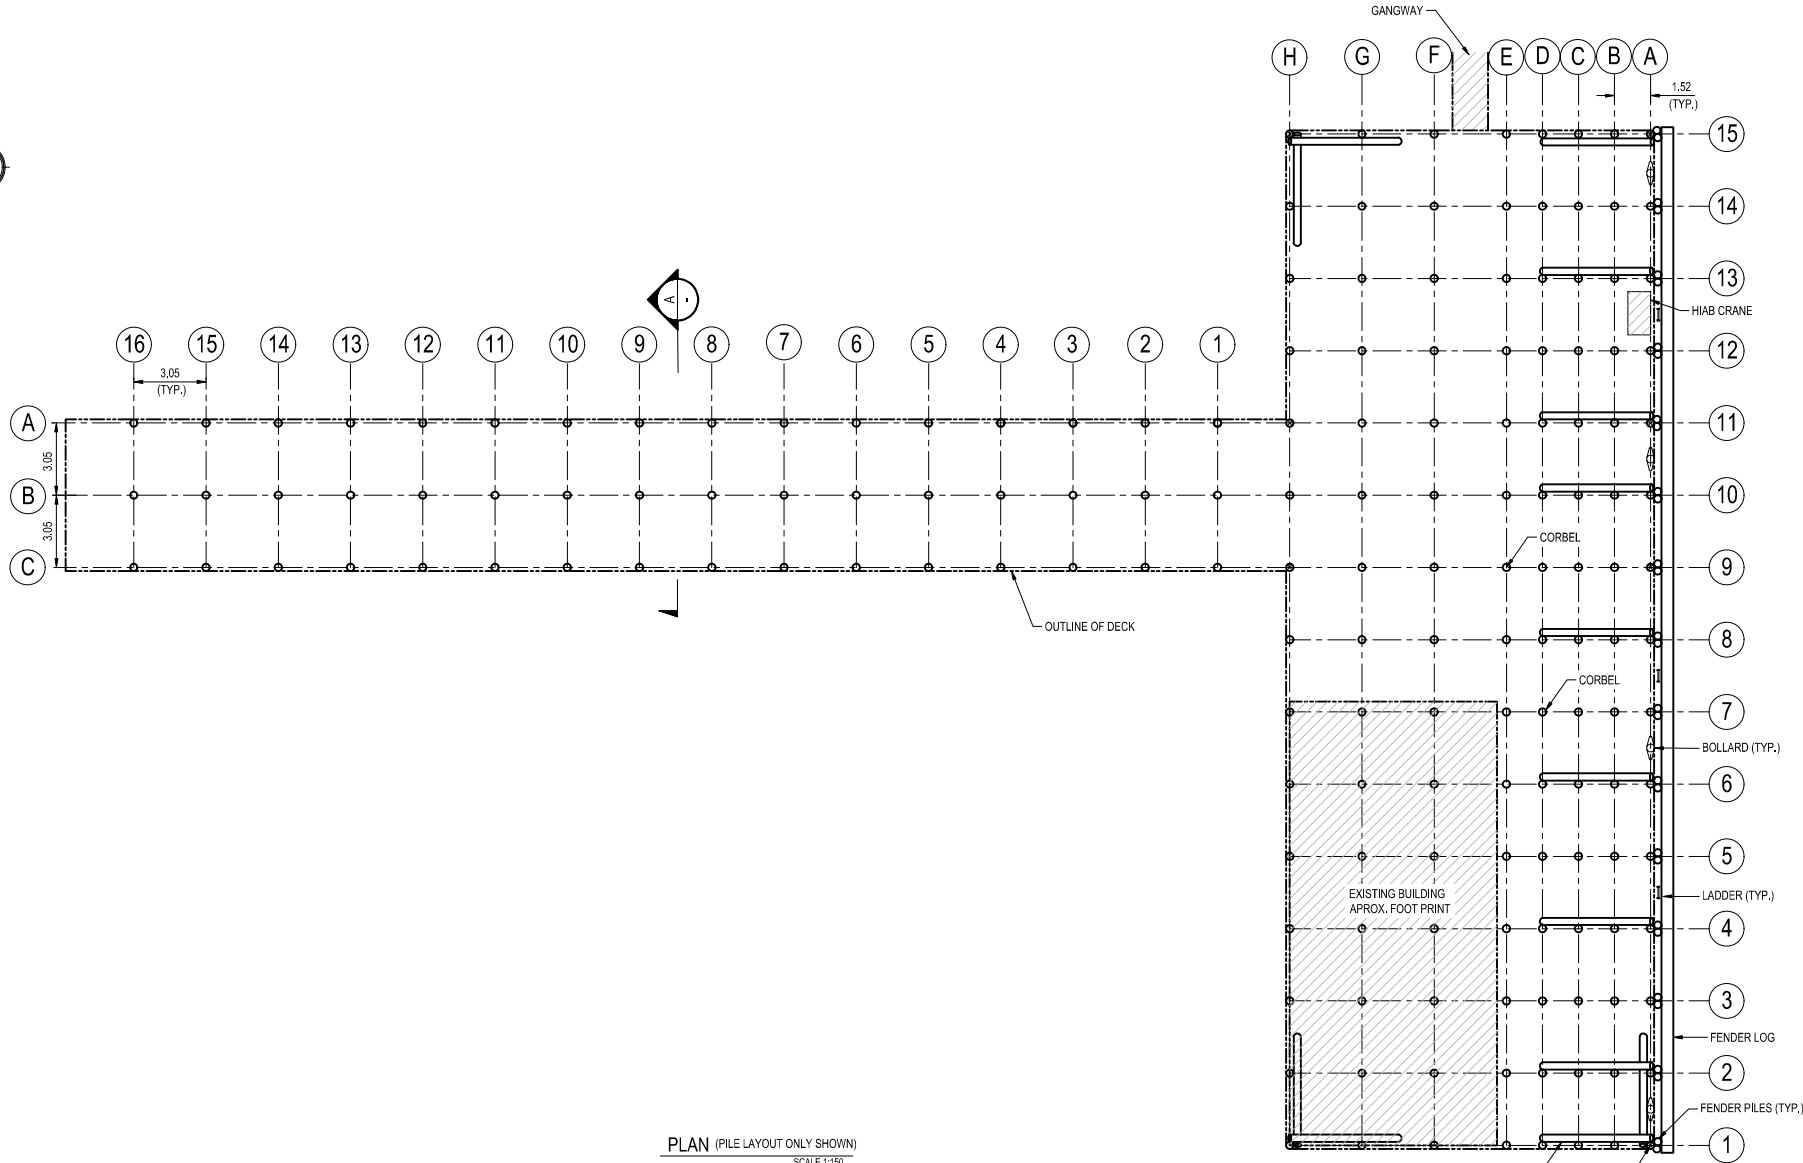 GANGWAY
H G F E D C B A
1.52
(TYP.)
15
14
13
HIAB CRANE
A
-
16 15 14 13 12 11 10 9 8 7 6 5 4 3 2 1
12
3.05
(TYP.)
A
11
3.05
B
10
3.05
CORBEL
C
9
OUTLINE OF DECK
8
CORBEL
7
BOLLARD (TYP.)
6
5
EXISTING BUILDING
APROX. FOOT PRINT
LADDER (TYP.)
4
3
FENDER LOG
2
FENDER PILES (TYP.)
1
PLAN (PILE LAYOUT ONLY SHOWN)
SCALE 1:150